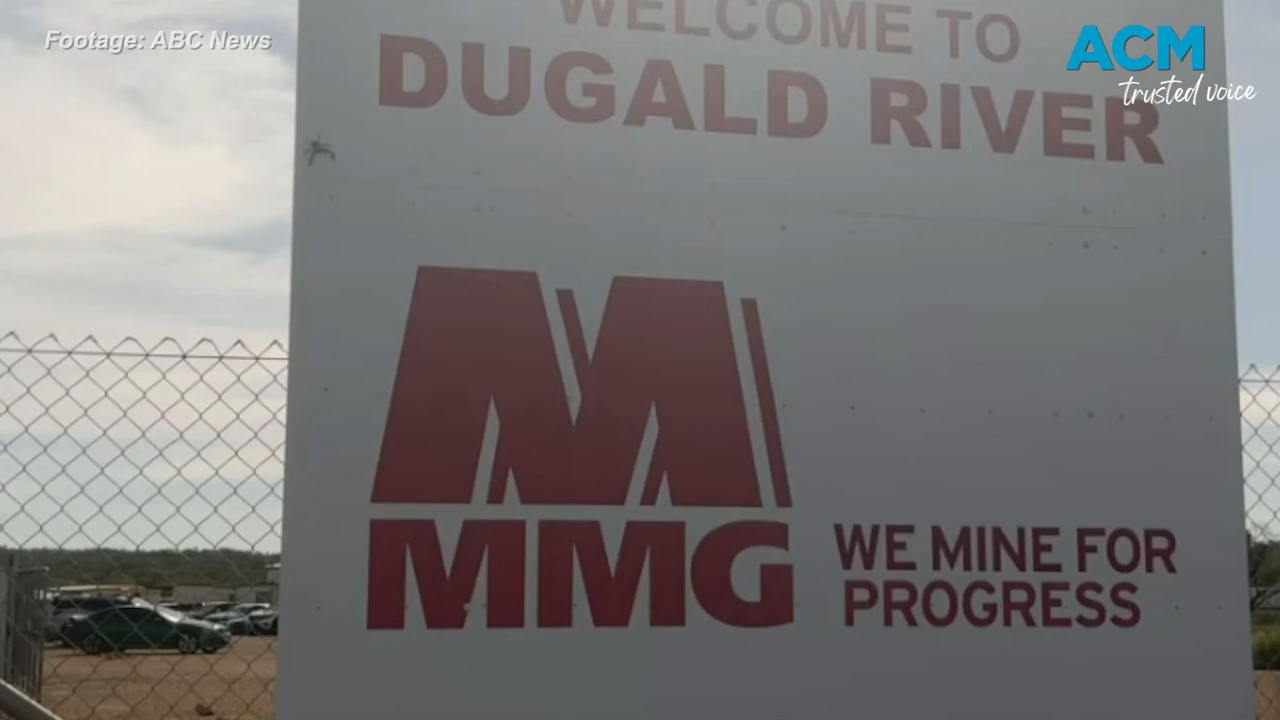 Footage: ABC News
ACM
trusted voice
WELCOME TO
DUGALD RIVER
MMG
WE MINE FOR
PROGRESS